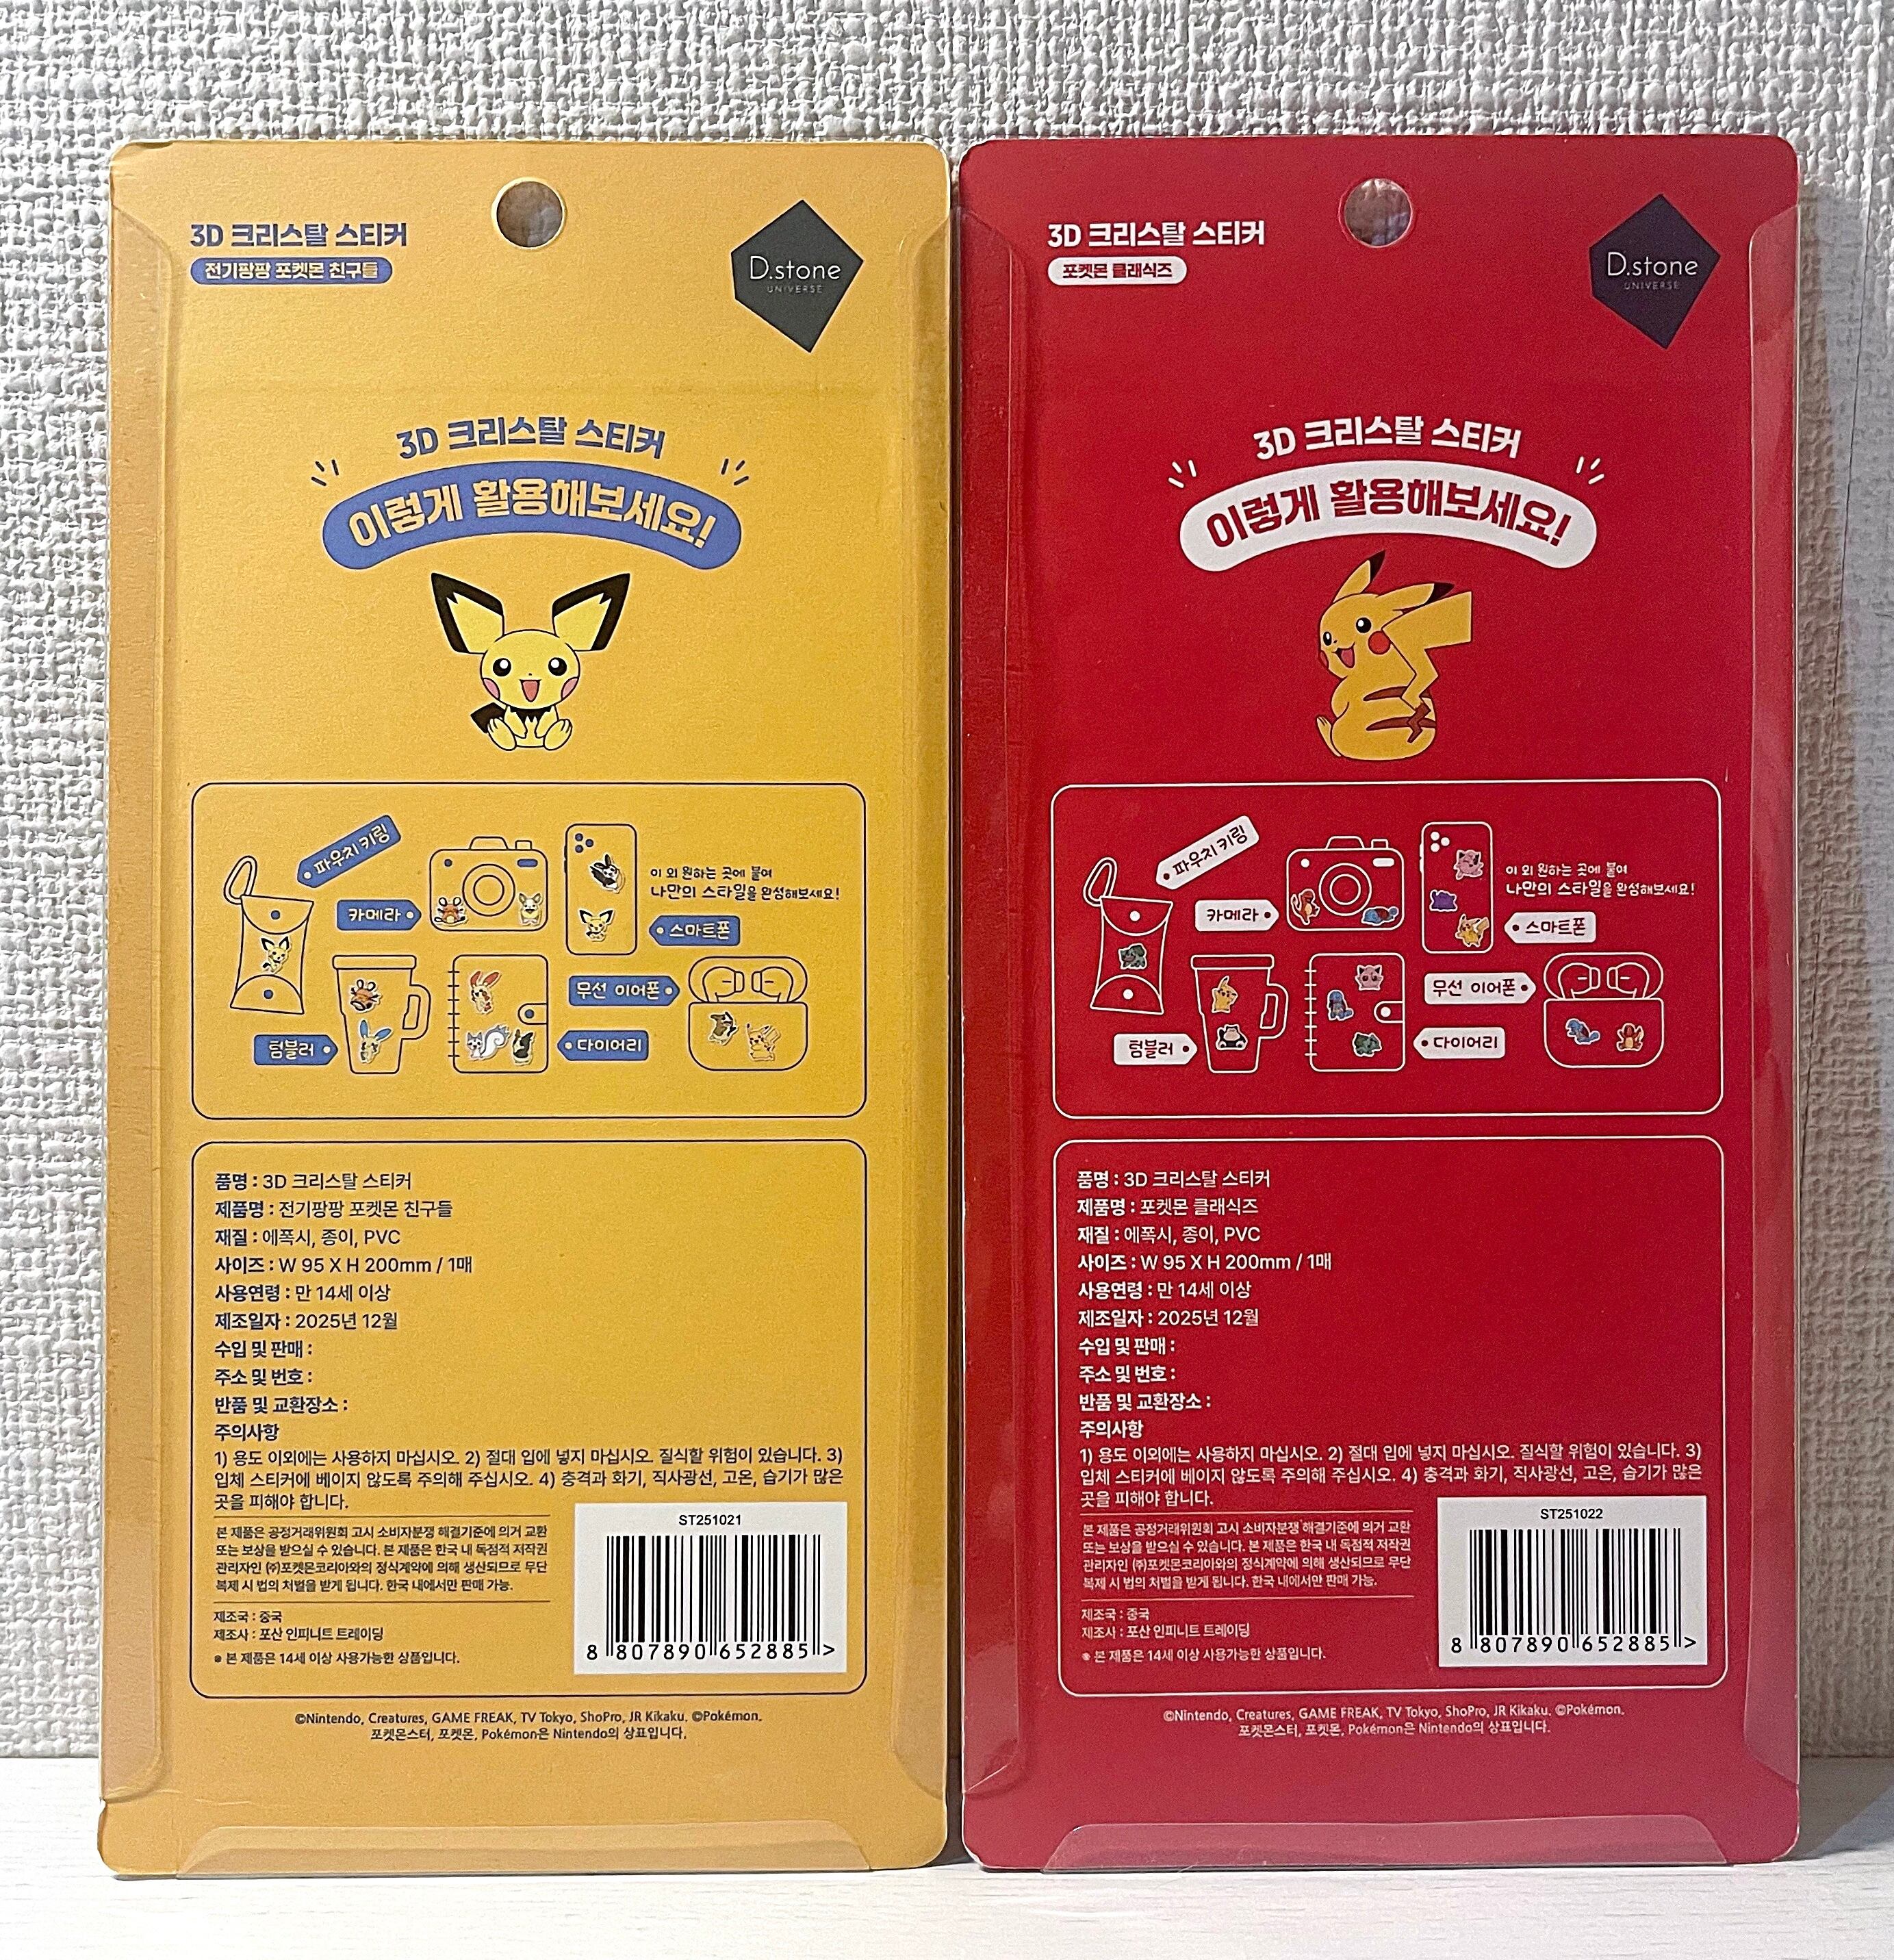 3D 크리스탈 스티커
전기팡팡 포켓몬 친구들
D.stone
UNIVERSE
3D 크리스탈 스티커
이렇게 활용해보세요!
파우치 키링
카메라
이 외 원하는 곳에 붙여
나만의 스타일을 완성해보세요!
스마트폰
무선 이어폰
텀블러
다이어리
품명 : 3D 크리스탈 스티커
제품명 : 전기팡팡 포켓몬 친구들
재질 : 에폭시, 종이, PVC
사이즈 : W 95 X H 200mm / 1매
사용연령 : 만 14세 이상
제조일자 : 2025년 12월
수입 및 판매 :
주소 및 번호 :
반품 및 교환장소 :
주의사항
1) 용도 이외에는 사용하지 마십시오. 2) 절대 입에 넣지 마십시오. 질식할 위험이 있습니다. 3)
입체 스티커에 베이지 않도록 주의해 주십시오. 4) 충격과 화기, 직사광선, 고온, 습기가 많은
곳을 피해야 합니다.
본 제품은 공정거래위원회 고시 소비자분쟁 해결기준에 의거 교환
또는 보상을 받으실 수 있습니다. 본 제품은 한국 내 독점적 저작권
관리자인 ㈜포켓몬코리아와의 정식계약에 의해 생산되므로 무단
복제 시 법의 처벌을 받게 됩니다. 한국 내에서만 판매 가능.
제조국 : 중국
제조사 : 포산 인피니트 트레이딩
※ 본 제품은 14세 이상 사용가능한 상품입니다.
ST251021
8 807890 652885 >
©Nintendo, Creatures, GAME FREAK, TV Tokyo, ShoPro, JR Kikaku. ©Pokémon.
포켓몬스터, 포켓몬, Pokémon은 Nintendo의 상표입니다.
3D 크리스탈 스티커
포켓몬 클래식즈
D.stone
UNIVERSE
3D 크리스탈 스티커
이렇게 활용해보세요!
파우치 키링
카메라
이 외 원하는 곳에 붙여
나만의 스타일을 완성해보세요!
스마트폰
무선 이어폰
텀블러
다이어리
품명 : 3D 크리스탈 스티커
제품명 : 포켓몬 클래식즈
재질 : 에폭시, 종이, PVC
사이즈 : W 95 X H 200mm / 1매
사용연령 : 만 14세 이상
제조일자 : 2025년 12월
수입 및 판매 :
주소 및 번호 :
반품 및 교환장소 :
주의사항
1) 용도 이외에는 사용하지 마십시오. 2) 절대 입에 넣지 마십시오. 질식할 위험이 있습니다. 3)
입체 스티커에 베이지 않도록 주의해 주십시오. 4) 충격과 화기, 직사광선, 고온, 습기가 많은
곳을 피해야 합니다.
본 제품은 공정거래위원회 고시 소비자분쟁 해결기준에 의거 교환
또는 보상을 받으실 수 있습니다. 본 제품은 한국 내 독점적 저작권
관리자인 ㈜포켓몬코리아와의 정식계약에 의해 생산되므로 무단
복제 시 법의 처벌을 받게 됩니다. 한국 내에서만 판매 가능.
제조국 : 중국
제조사 : 포산 인피니트 트레이딩
※ 본 제품은 14세 이상 사용가능한 상품입니다.
ST251022
8 807890 652885 >
©Nintendo, Creatures, GAME FREAK, TV Tokyo, ShoPro, JR Kikaku. ©Pokémon.
포켓몬스터, 포켓몬, Pokémon은 Nintendo의 상표입니다.